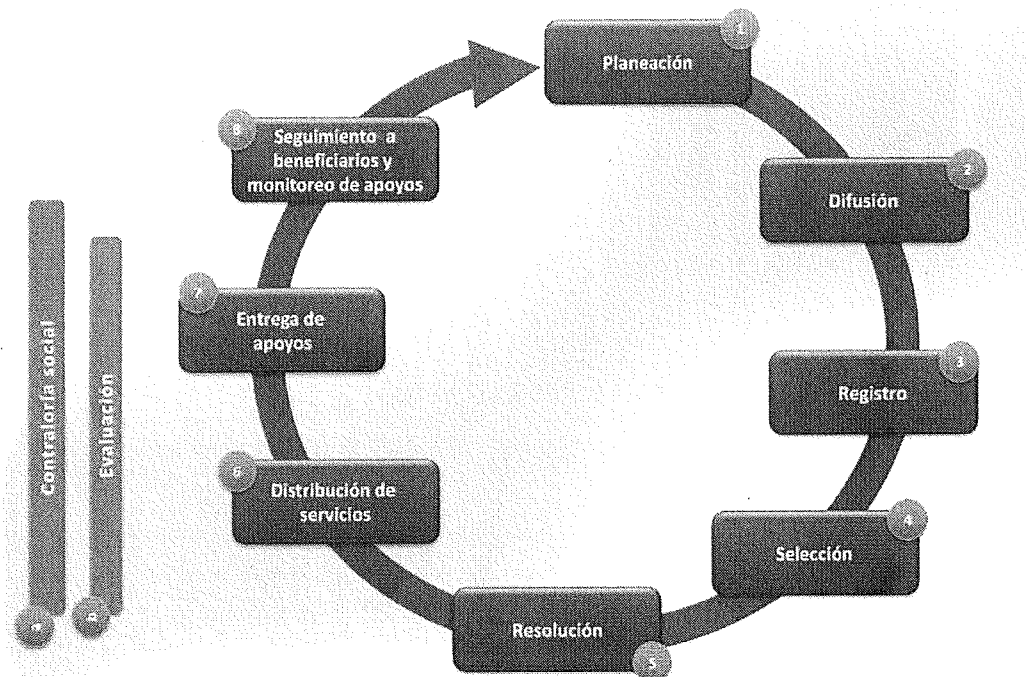 1
Planeación
2
Difusión
3
Registro
4
Selección
5
Resolución
6
Distribución de
servicios
7
Entrega de
apoyos
8
Seguimiento a
beneficiarios y
monitoreo de apoyos
Contraloría social
a
Evaluación
b